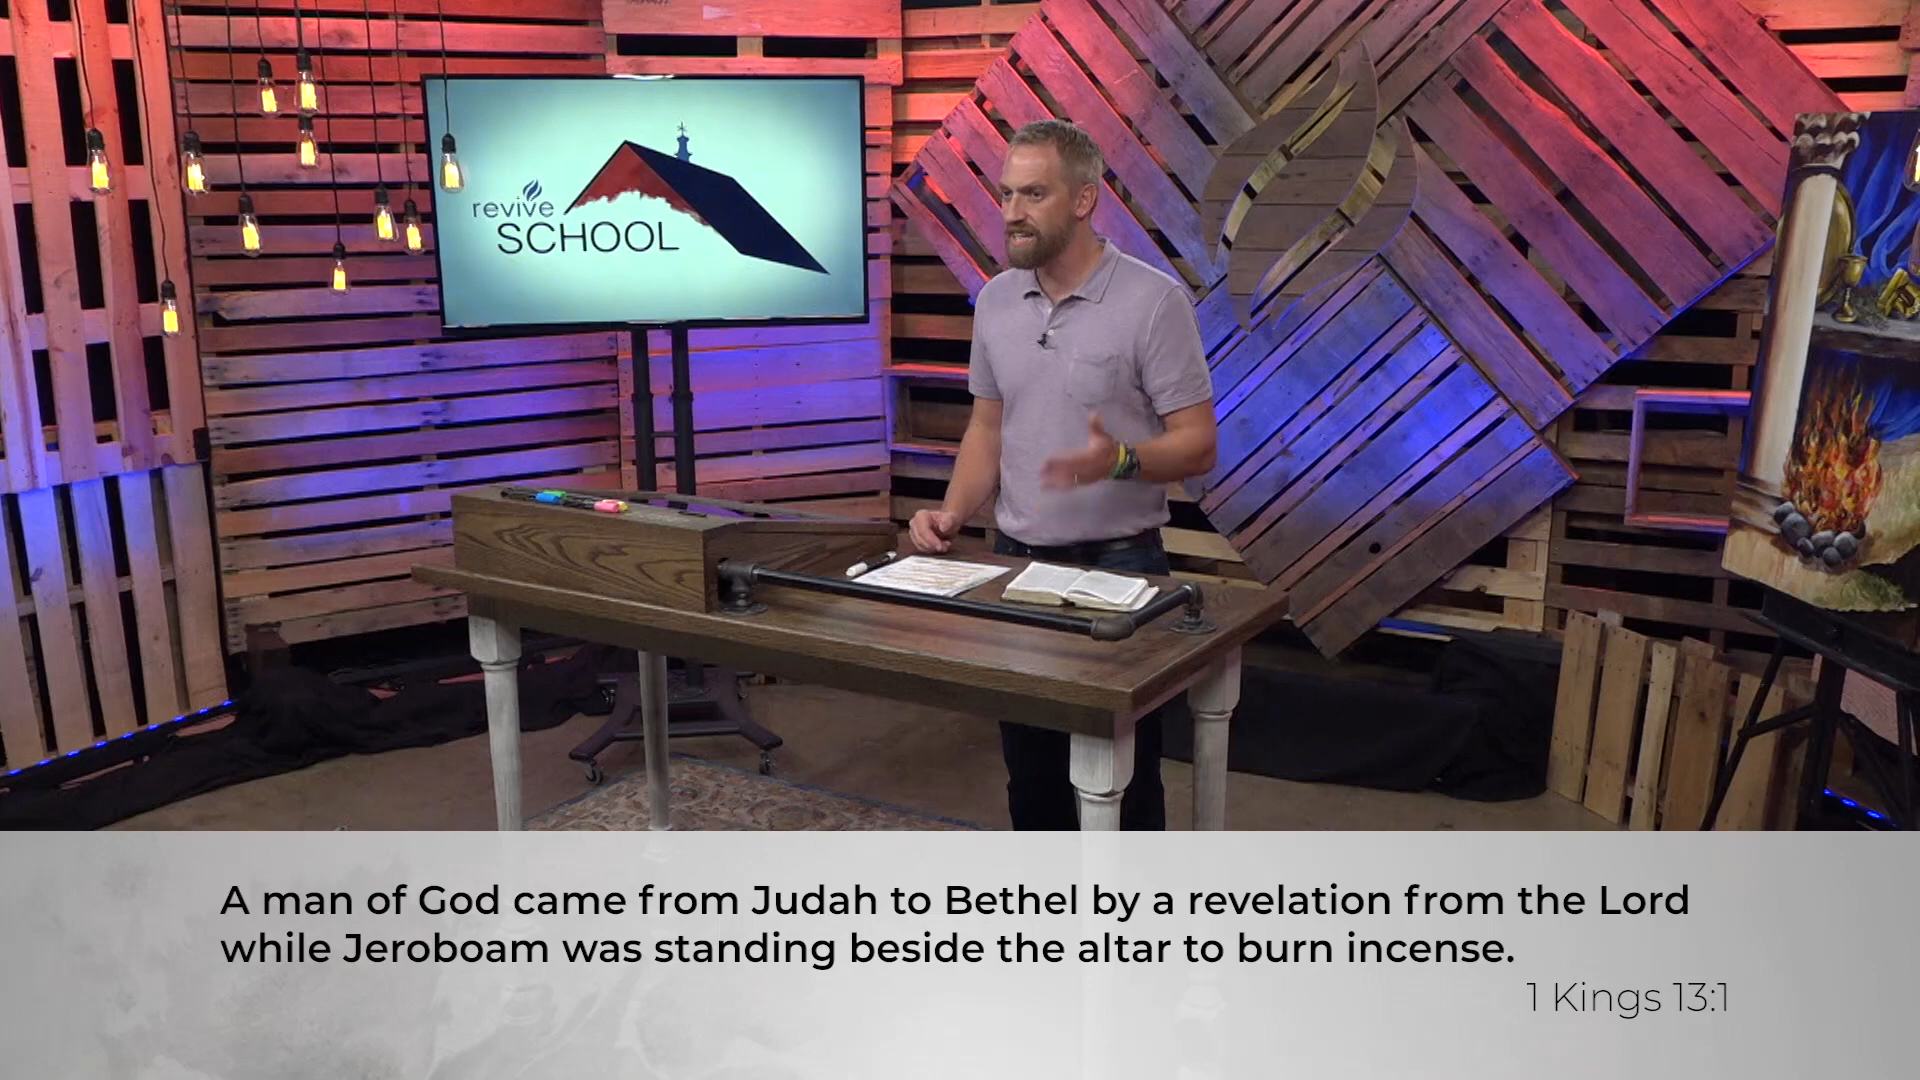 revive
SCHOOL
A man of God came from Judah to Bethel by a revelation from the Lord
while Jeroboam was standing beside the altar to burn incense.
1 Kings 13:1